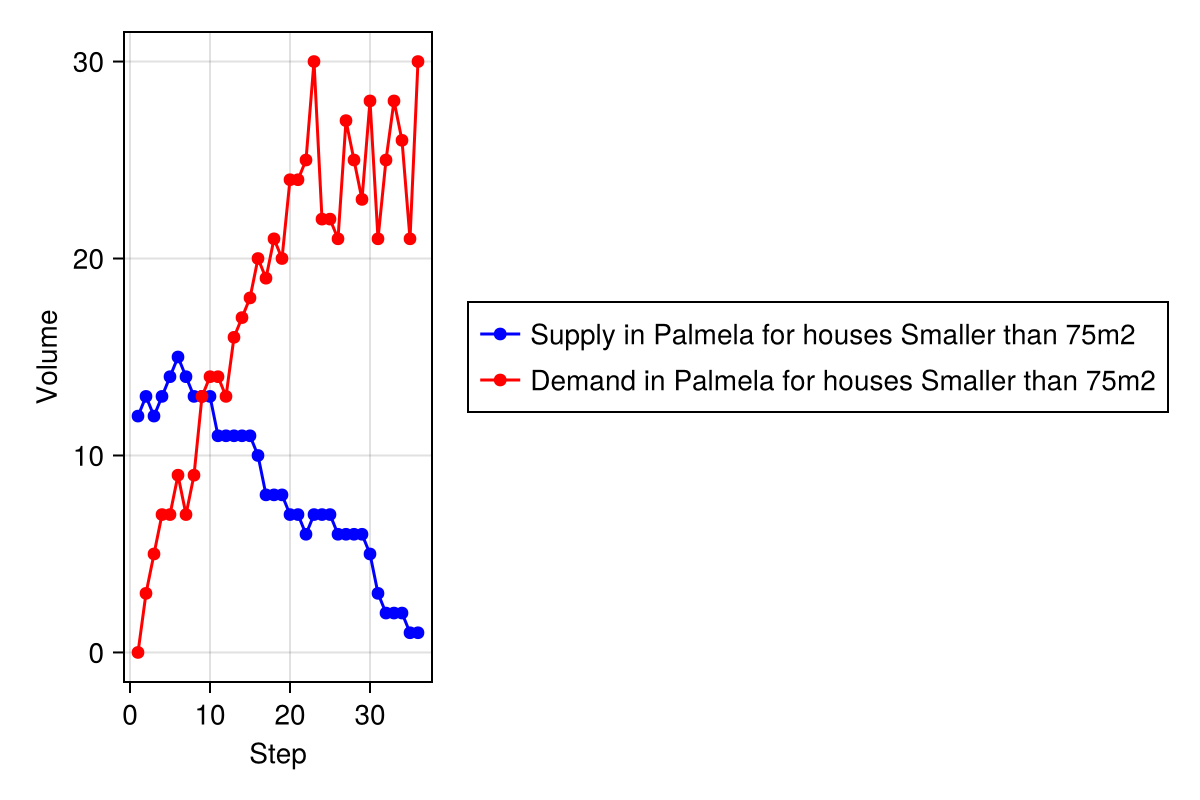 30
20
10
0
Volume
0 10 20 30
Step
Supply in Palmela for houses Smaller than 75m2
Demand in Palmela for houses Smaller than 75m2